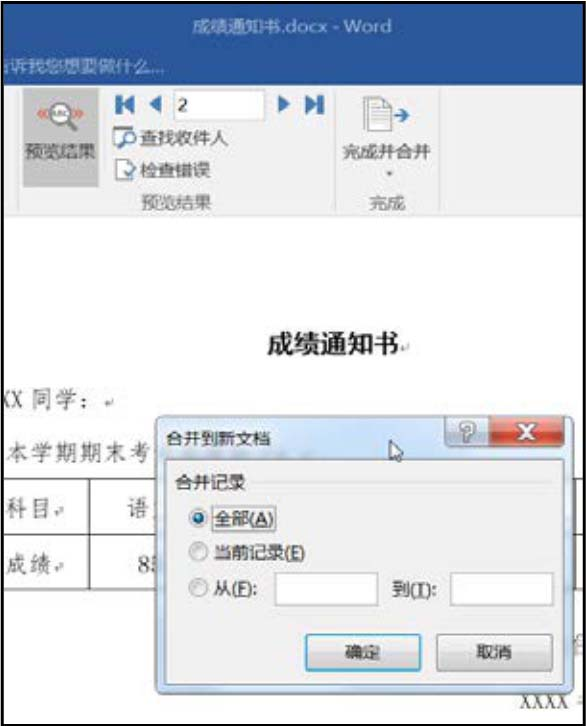 成绩通知书.docx - Word
诉我您想要做什么...
2
预览结果
查找收件人
检查错误
完成并合并
预览结果
完成
成绩通知书
XX 同学：
本学期期末考
合并到新文档
合并记录
全部(A)
当前记录(E)
从(F):
到(T):
确定
取消
科目
语
成绩
XXXX